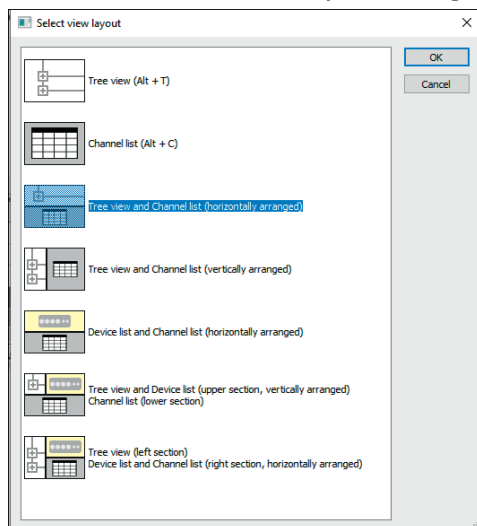 Select view layout
OK
Cancel
Tree view (Alt + T)
Channel list (Alt + C)
Tree view and Channel list (horizontally arranged)
Tree view and Channel list (vertically arranged)
Device list and Channel list (horizontally arranged)
Tree view and Device list (upper section, vertically arranged)
Channel list (lower section)
Tree view (left section)
Device list and Channel list (right section, horizontally arranged)